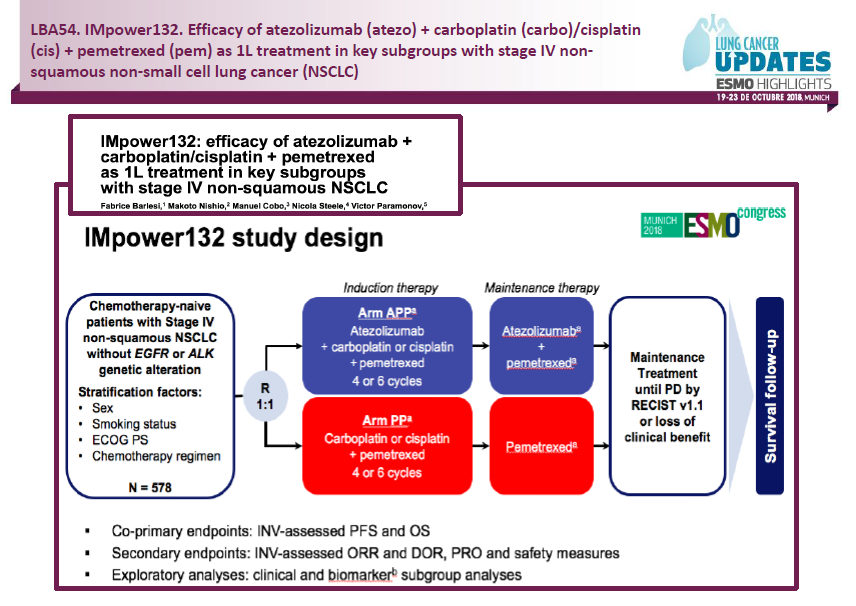 LBA54. IMpower132. Efficacy of atezolizumab (atezo) + carboplatin (carbo)/cisplatin
(cis) + pemetrexed (pem) as 1L treatment in key subgroups with stage IV non-
squamous non-small cell lung cancer (NSCLC)
LUNG CANCER
UPDATES
ESMO HIGHLIGHTS
19-23 DE OCTUBRE 2018, MUNICH
IMpower132: efficacy of atezolizumab +
carboplatin/cisplatin + pemetrexed
as 1L treatment in key subgroups
with stage IV non-squamous NSCLC
Fabrice Barlesi,¹ Makoto Nishio,² Manuel Cobo,³ Nicola Steele,⁴ Victor Paramonov,⁵
MUNICH
2018
ESMO congress
IMpower132 study design
Chemotherapy-naive
patients with Stage IV
non-squamous NSCLC
without EGFR or ALK
genetic alteration
Stratification factors:
• Sex
• Smoking status
• ECOG PS
• Chemotherapy regimen
N = 578
R
1:1
Induction therapy
Arm APPᵃ
Atezolizumab
+ carboplatin or cisplatin
+ pemetrexed
4 or 6 cycles
Arm PPᵃ
Carboplatin or cisplatin
+ pemetrexed
4 or 6 cycles
Maintenance therapy
Atezolizumabᵃ
+
pemetrexedᵃ
Pemetrexedᵃ
Maintenance
Treatment
until PD by
RECIST v1.1
or loss of
clinical benefit
Survival follow-up
▪ Co-primary endpoints: INV-assessed PFS and OS
▪ Secondary endpoints: INV-assessed ORR and DOR, PRO and safety measures
▪ Exploratory analyses: clinical and biomarkerᵇ subgroup analyses